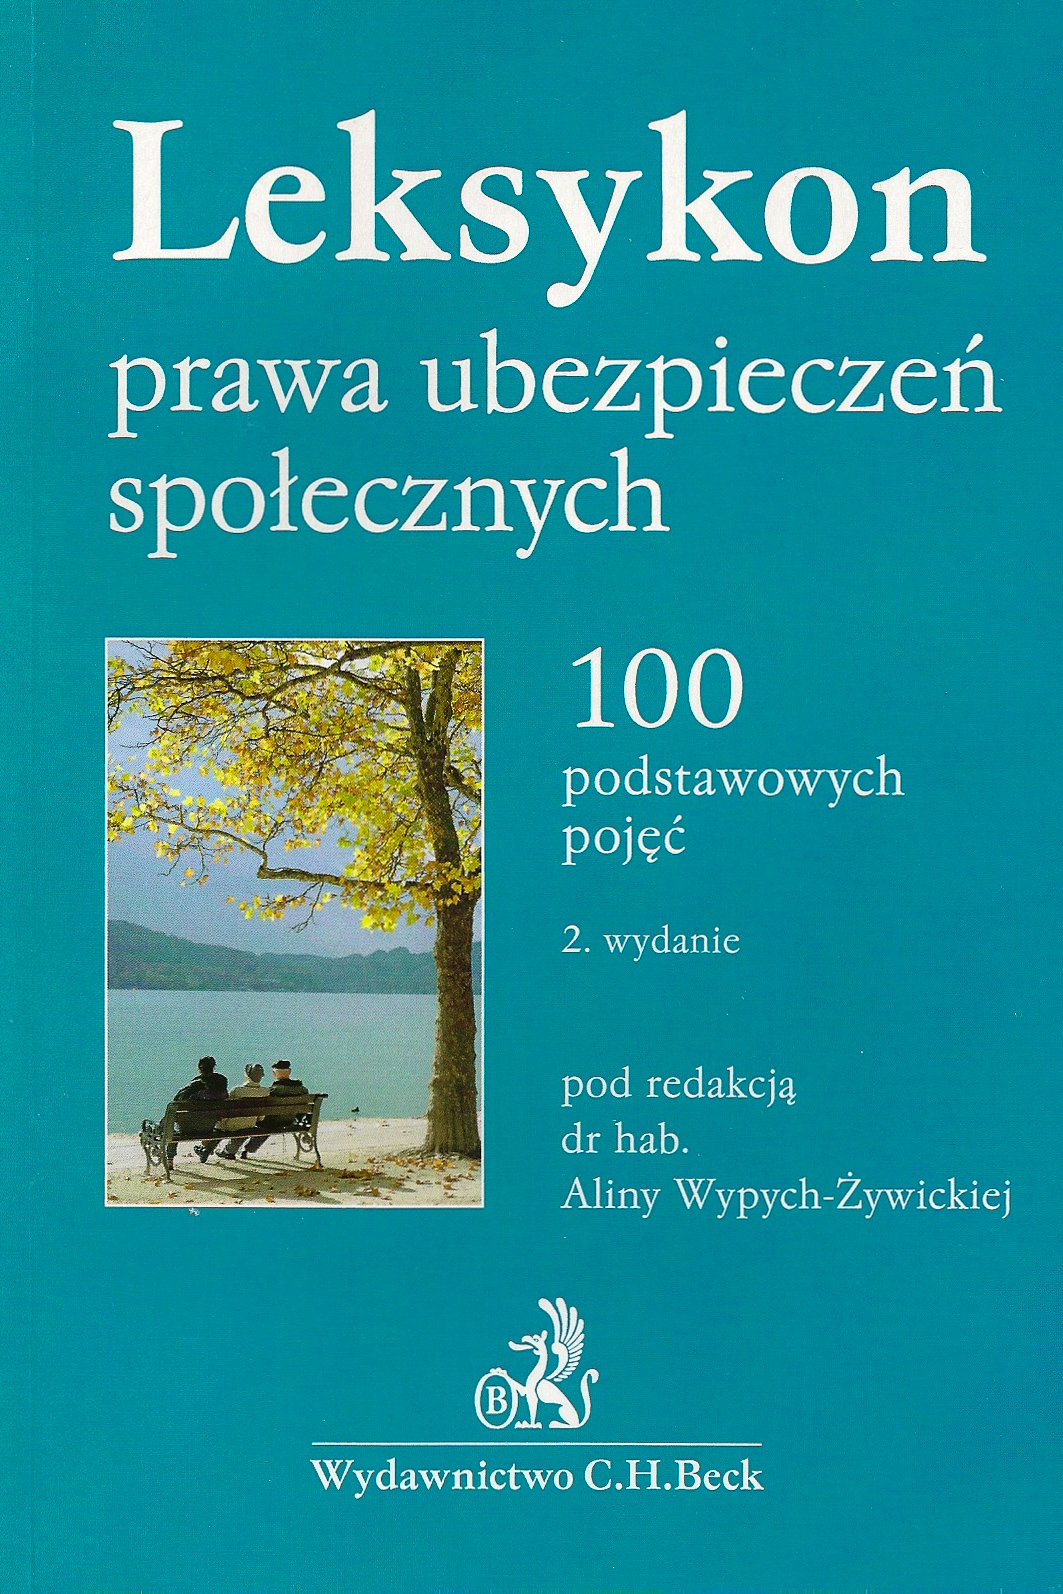 Leksykon
prawa ubezpieczeń
społecznych
100
podstawowych
pojęć
2. wydanie
pod redakcją
dr hab.
Aliny Wypych-Żywickiej
B
Wydawnictwo C.H.Beck